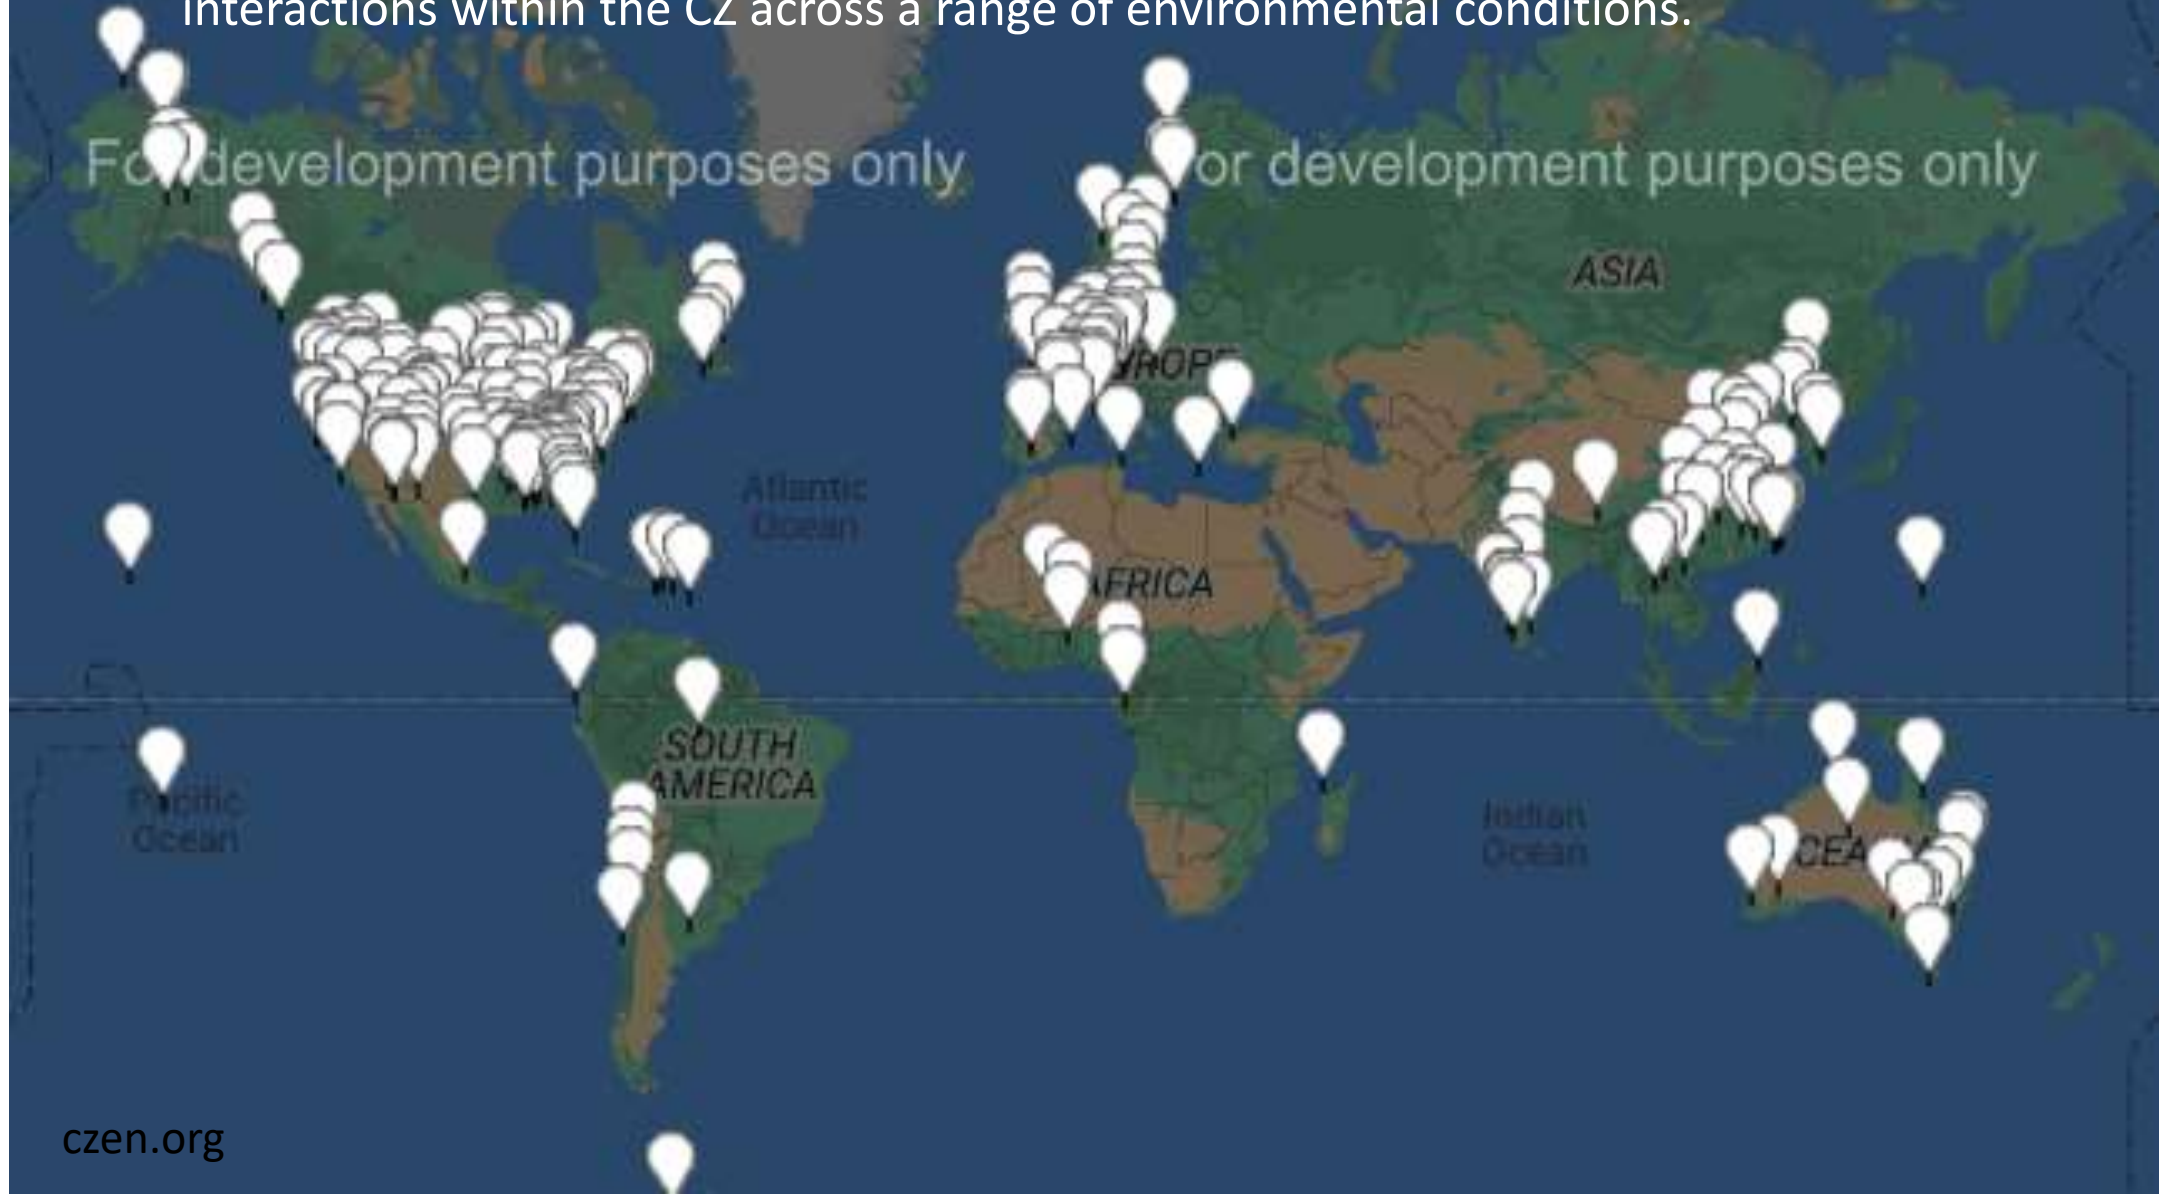 interactions within the CZ across a range of environmental conditions.
For development purposes only
or development purposes only
ASIA
Atlantic
Ocean
AFRICA
SOUTH
AMERICA
Pacific
Ocean
Indian
Ocean
czen.org